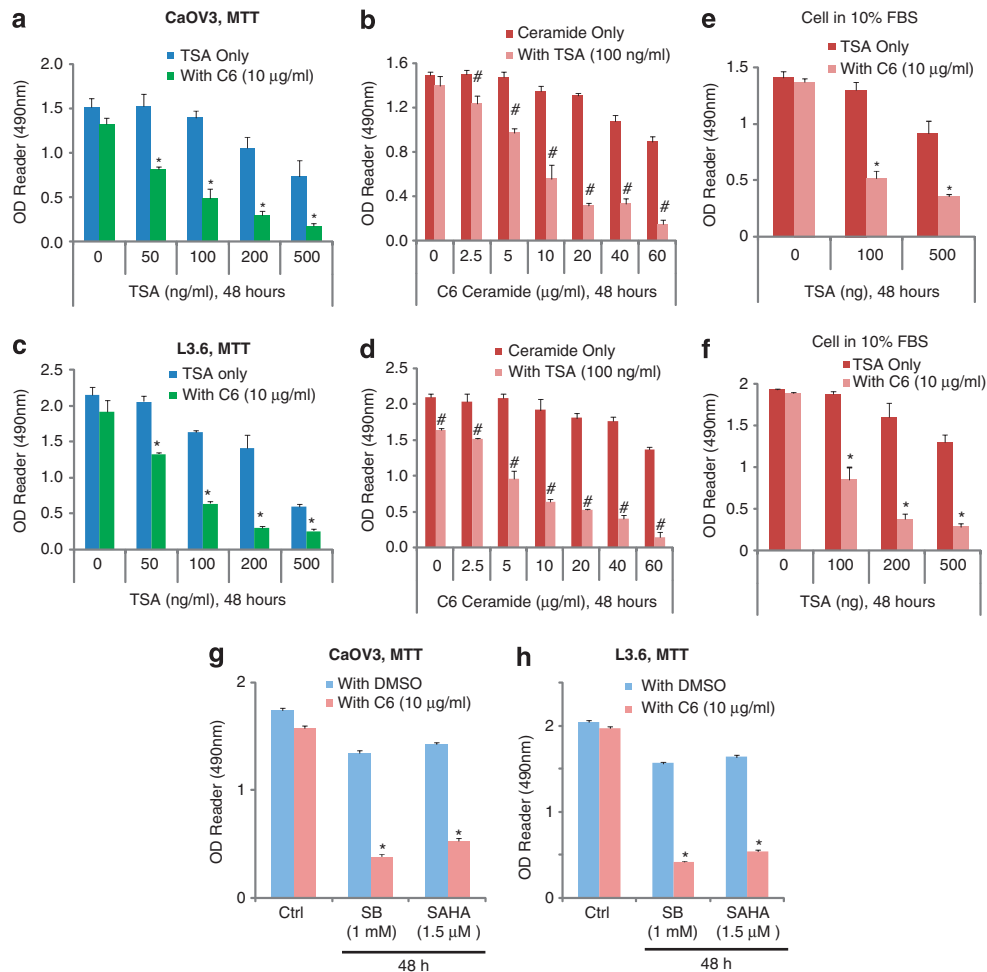 a
CaOV3, MTT
TSA Only
With C6 (10 μg/ml)
OD Reader (490nm)
2.0
1.5
1.0
0.5
0.0
*
*
*
*
0 50 100 200 500
TSA (ng/ml), 48 hours
b
Ceramide Only
With TSA (100 ng/ml)
OD Reader (490nm)
1.6
1.2
0.8
0.4
0.0
#
#
#
#
#
#
0 2.5 5 10 20 40 60
C6 Ceramide (μg/ml), 48 hours
e
Cell in 10% FBS
TSA Only
With C6 (10 μg/ml)
OD Reader (490nm)
1.5
1
0.5
0
*
*
0 100 500
TSA (ng), 48 hours
c
L3.6, MTT
TSA only
With C6 (10 μg/ml)
OD Reader (490nm)
2.5
2.0
1.5
1.0
0.5
0.0
*
*
*
*
0 50 100 200 500
TSA (ng/ml), 48 hours
d
Ceramide Only
With TSA (100 ng/ml)
OD Reader (490nm)
2.5
2.0
1.5
1.0
0.5
0.0
#
#
#
#
#
#
#
0 2.5 5 10 20 40 60
C6 Ceramide (μg/ml), 48 hours
f
Cell in 10% FBS
TSA Only
With C6 (10 μg/ml)
OD Reader (490nm)
2
1.5
1
0.5
0
*
*
*
0 100 200 500
TSA (ng), 48 hours
g
CaOV3, MTT
With DMSO
With C6 (10 μg/ml)
OD Reader (490nm)
2
1
0
*
*
Ctrl SB SAHA
(1 mM) (1.5 μM )
48 h
h
L3.6, MTT
With DMSO
With C6 (10 μg/ml)
OD Reader (490nm)
2
1
0
*
*
Ctrl SB SAHA
(1 mM) (1.5 μM )
48 h